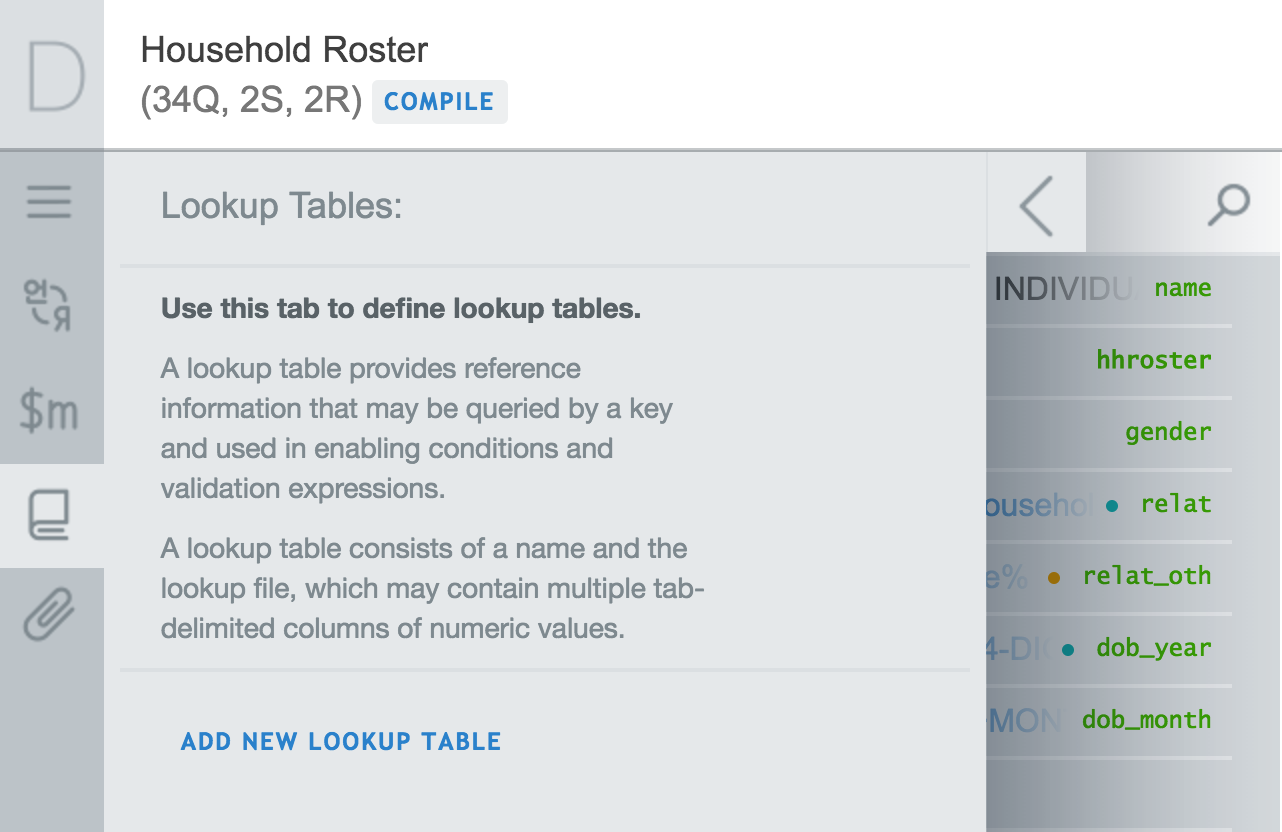 D
Household Roster
(34Q, 2S, 2R) COMPILE
언 Я
$m
Lookup Tables:
Use this tab to define lookup tables.
A lookup table provides reference
information that may be queried by a key
and used in enabling conditions and
validation expressions.
A lookup table consists of a name and the
lookup file, which may contain multiple tab-
delimited columns of numeric values.
ADD NEW LOOKUP TABLE
INDIVIDU name
hhroster
gender
ousehol relat
e% relat_oth
4-DIG dob_year
MON dob_month